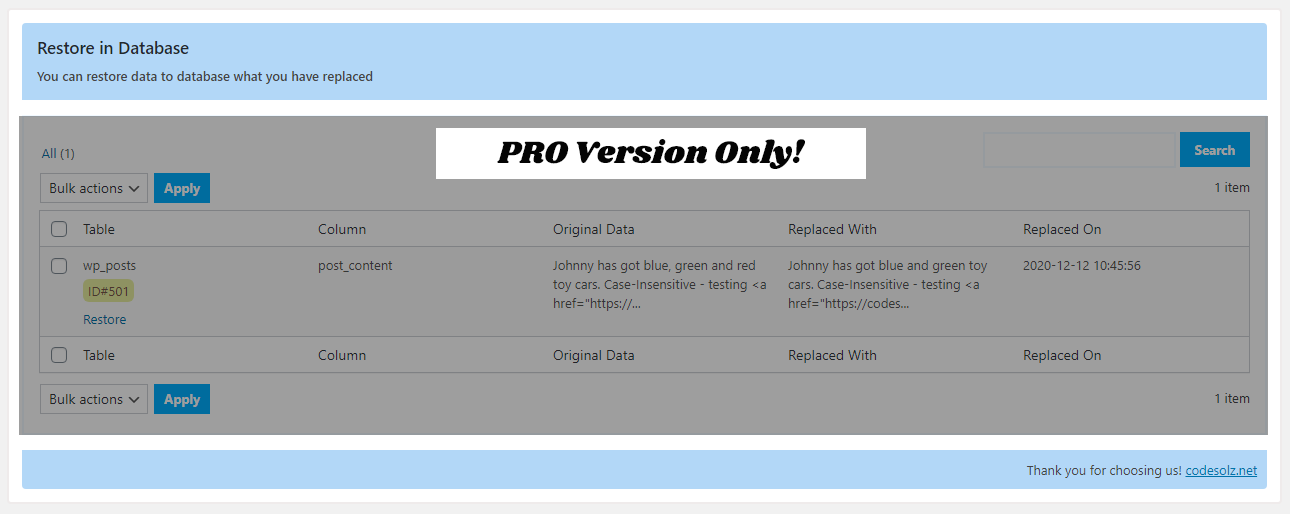 Restore in Database
You can restore data to database what you have replaced
PRO Version Only!
All (1)
Search
Bulk actions
Apply
1 item
Table
Column
Original Data
Replaced With
Replaced On
wp_posts
ID#501
Restore
post_content
Johnny has got blue, green and red
toy cars. Case-Insensitive - testing <a
href="https://...
Johnny has got blue and green toy
cars. Case-Insensitive - testing <a
href="https://codes...
2020-12-12 10:45:56
Table
Column
Original Data
Replaced With
Replaced On
Bulk actions
Apply
1 item
Thank you for choosing us! codesolz.net